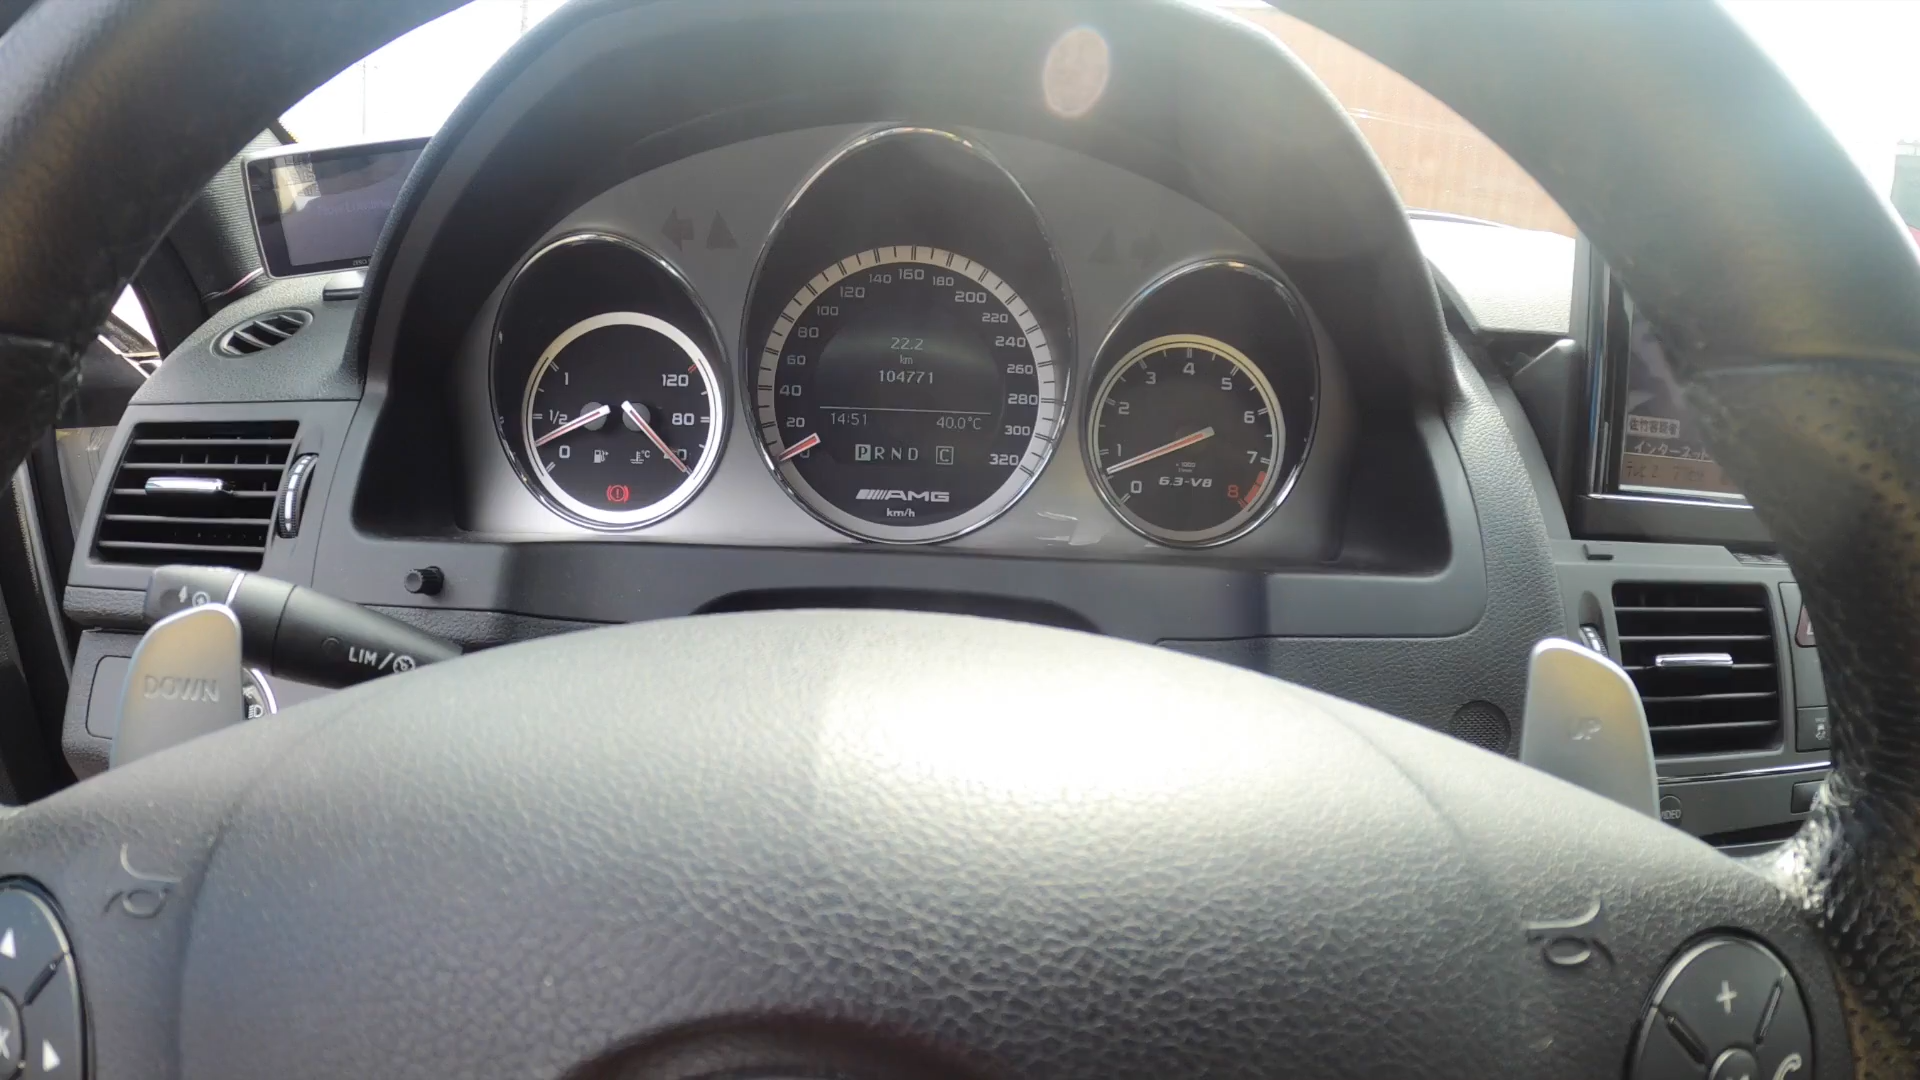 1
120
1/2
80
0
°C
140 160 180
120
200
100
220
80
240
60
260
40
280
20
300
320
22.2
km
104771
14:51
40.0°C
P R N D C
AMG
km/h
4
3
5
2
6
1
7
0
8
x 1000
6.3-V8
インターネット
LIM/
DOWN
UP
VIDEO
+